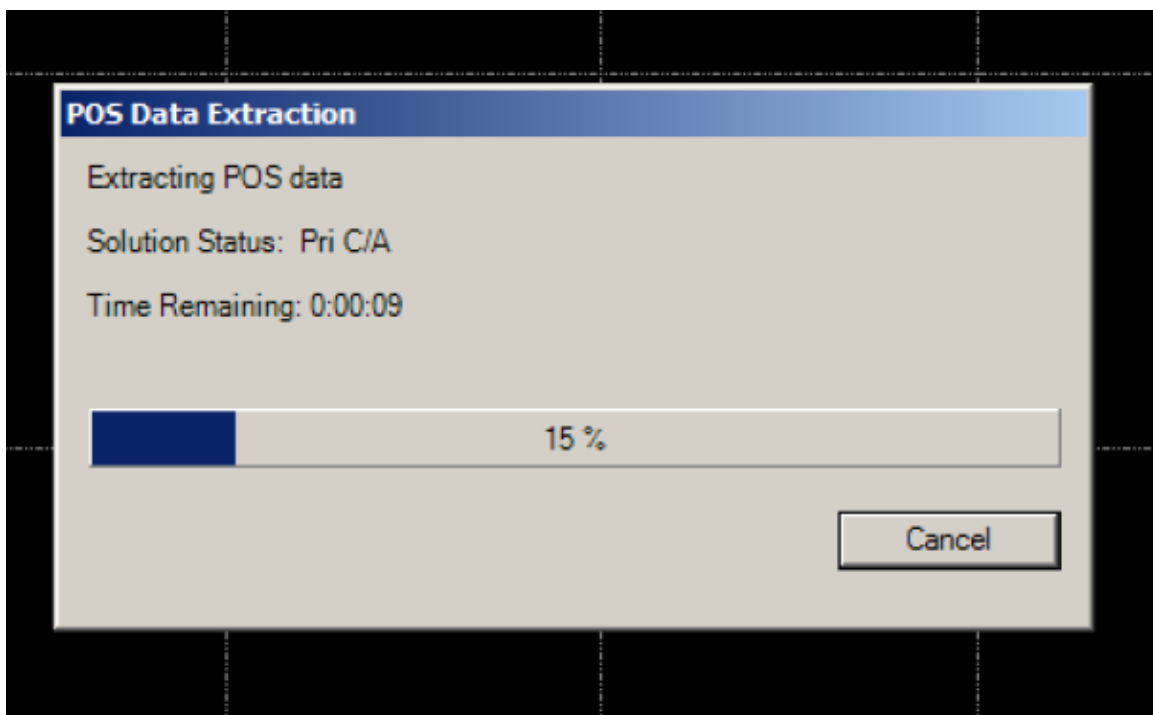 POS Data Extraction
Extracting POS data
Solution Status: Pri C/A
Time Remaining: 0:00:09
15 %
Cancel